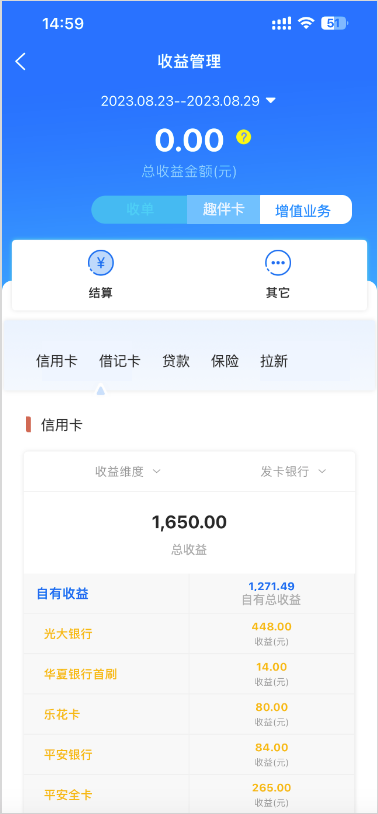 14:59
51
收益管理
2023.08.23--2023.08.29
0.00 ?
总收益金额(元)
收单 趣伴卡 增值业务
¥
结算 其它
信用卡 借记卡 贷款 保险 拉新
信用卡
收益维度 发卡银行
1,650.00
总收益
自有收益 1,271.49
自有总收益
光大银行 448.00
收益(元)
华夏银行首刷 14.00
收益(元)
乐花卡 80.00
收益(元)
平安银行 84.00
收益(元)
平安全卡 265.00
收益(元)